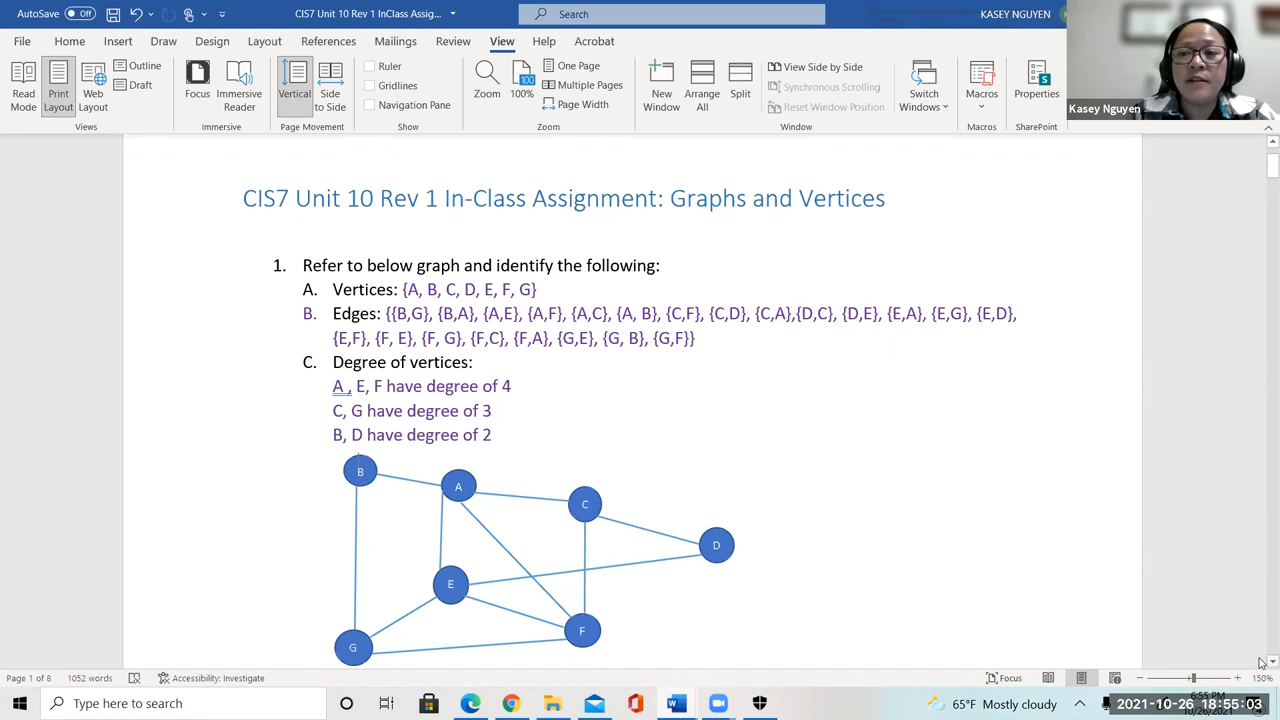 AutoSave Off CIS7 Unit 10 Rev 1 InClass Assig... Search KASEY NGUYEN
File Home Insert Draw Design Layout References Mailings Review View Help Acrobat
Read Mode Print Layout Web Layout Outline Draft Focus Immersive Reader Vertical Side to Side Ruler Gridlines Navigation Pane Zoom 100% One Page Multiple Pages Page Width New Window Arrange All Split View Side by Side Synchronous Scrolling Reset Window Position Switch Windows Macros Properties
Views Immersive Page Movement Show Zoom Window Macros SharePoint
Kasey Nguyen
CIS7 Unit 10 Rev 1 In-Class Assignment: Graphs and Vertices
1. Refer to below graph and identify the following:
A. Vertices: {A, B, C, D, E, F, G}
B. Edges: {{B,G}, {B,A}, {A,E}, {A,F}, {A,C}, {A, B}, {C,F}, {C,D}, {C,A},{D,C}, {D,E}, {E,A}, {E,G}, {E,D},
{E,F}, {F, E}, {F, G}, {F,C}, {F,A}, {G,E}, {G, B}, {G,F}}
C. Degree of vertices:
A , E, F have degree of 4
C, G have degree of 3
B, D have degree of 2
B
A
C
D
E
F
G
Page 1 of 8 1052 words Accessibility: Investigate Focus 150%
Type here to search 65°F Mostly cloudy 6:55 PM
2021-10-26 18:55:03
10/26/2021